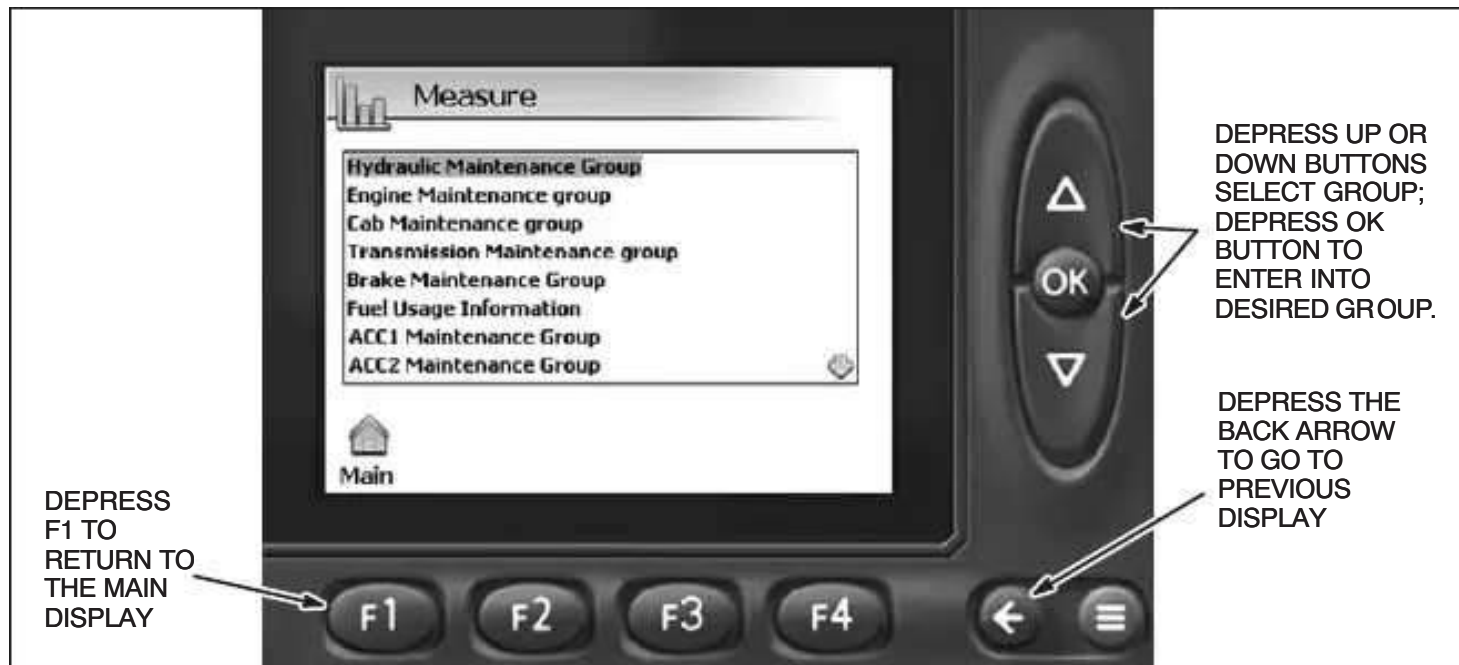 Measure
Hydraulic Maintenance Group
Engine Maintenance group
Cab Maintenance group
Transmission Maintenance group
Brake Maintenance Group
Fuel Usage Information
ACC1 Maintenance Group
ACC2 Maintenance Group
Main
DEPRESS UP OR
DOWN BUTTONS
SELECT GROUP;
DEPRESS OK
BUTTON TO
ENTER INTO
DESIRED GROUP.
OK
DEPRESS THE
BACK ARROW
TO GO TO
PREVIOUS
DISPLAY
DEPRESS
F1 TO
RETURN TO
THE MAIN
DISPLAY
F1
F2
F3
F4